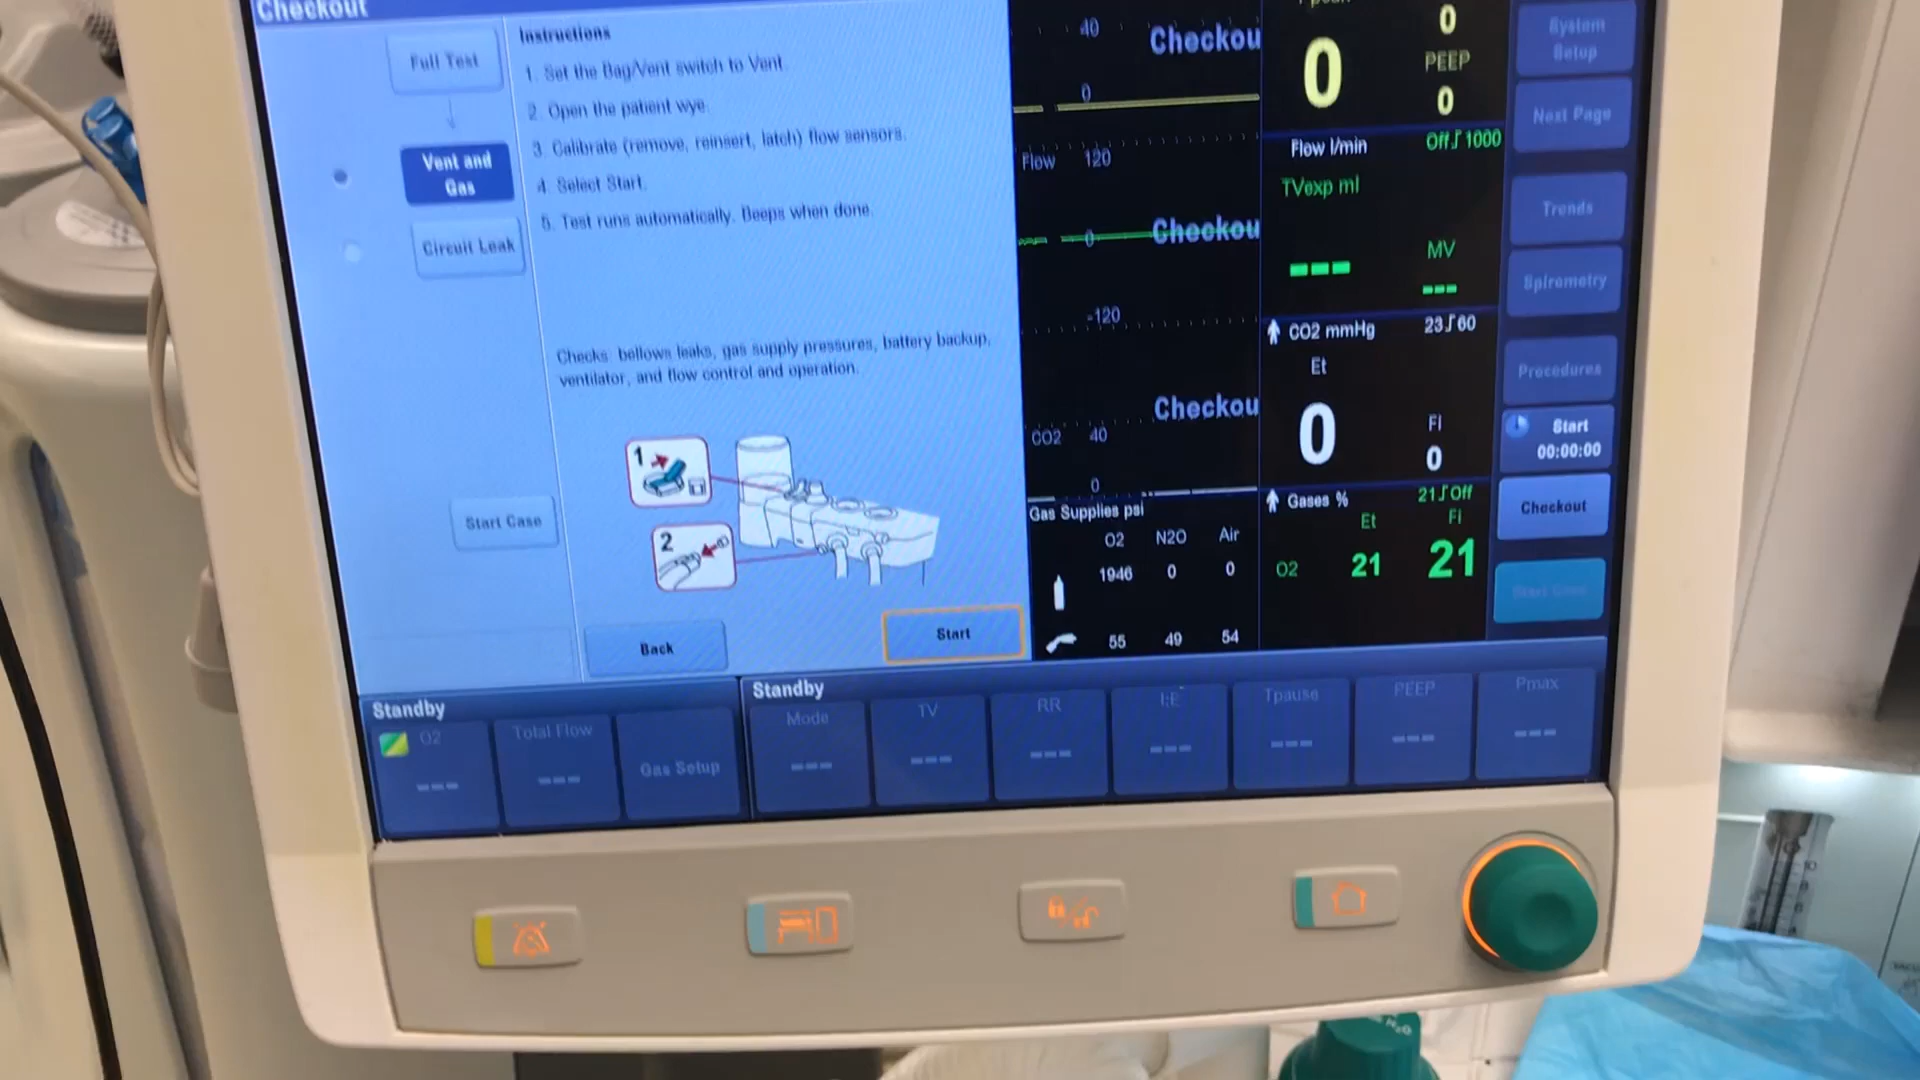 Checkout
Full Test
Vent and
Gas
Circuit Leak
Start Case
Instructions
1. Set the Bag/Vent switch to Vent.
2. Open the patient wye.
3. Calibrate (remove, reinsert, latch) flow sensors.
4. Select Start.
5. Test runs automatically. Beeps when done.
Checks: bellows leaks, gas supply pressures, battery backup,
ventilator, and flow control and operation.
1
2
Back
Start
40
Checkou
0
Flow 120
0
Checkou
-120
Checkou
CO2 40
0
Gas Supplies psi
O2 N2O Air
1946 0 0
55 49 54
0
0
PEEP
0
Flow l/min
Off 1000
TVexp ml
---
MV
---
CO2 mmHg
23 60
Et
0
Fi
0
Gases %
21 Off
Et Fi
O2 21 21
System
Setup
Next Page
Trends
Spirometry
Procedures
Start
00:00:00
Checkout
Start Case
Standby
O2
---
Total Flow
---
Gas Setup
Standby
Mode
---
TV
---
RR
---
I:E
---
Tpause
---
PEEP
---
Pmax
---
N2O